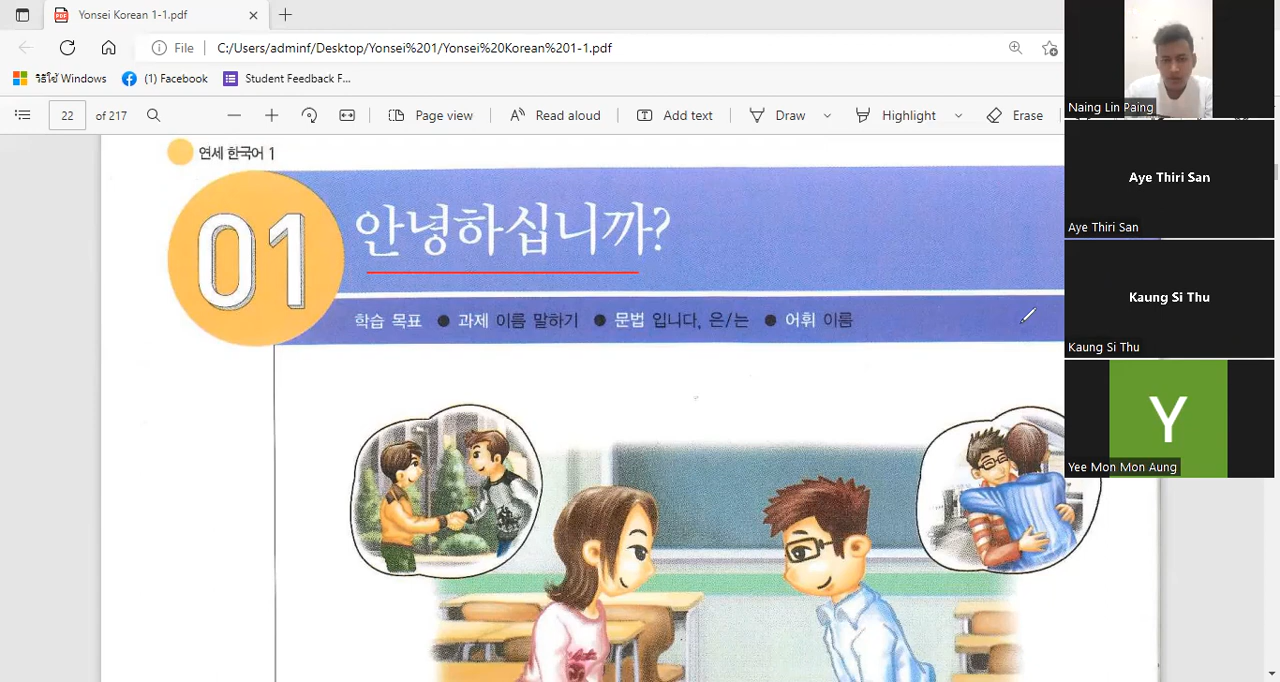 Yonsei Korean 1-1.pdf
File C:/Users/adminf/Desktop/Yonsei%201/Yonsei%20Korean%201-1.pdf
วิธีใช้ Windows (1) Facebook Student Feedback F...
22 of 217 Page view Read aloud Add text Draw Highlight Erase
연세 한국어 1
01 안녕하십니까?
학습 목표 ● 과제 이름 말하기 ● 문법 입니다, 은/는 ● 어휘 이름
Naing Lin Paing
Aye Thiri San
Aye Thiri San
Kaung Si Thu
Kaung Si Thu
Y
Yee Mon Mon Aung